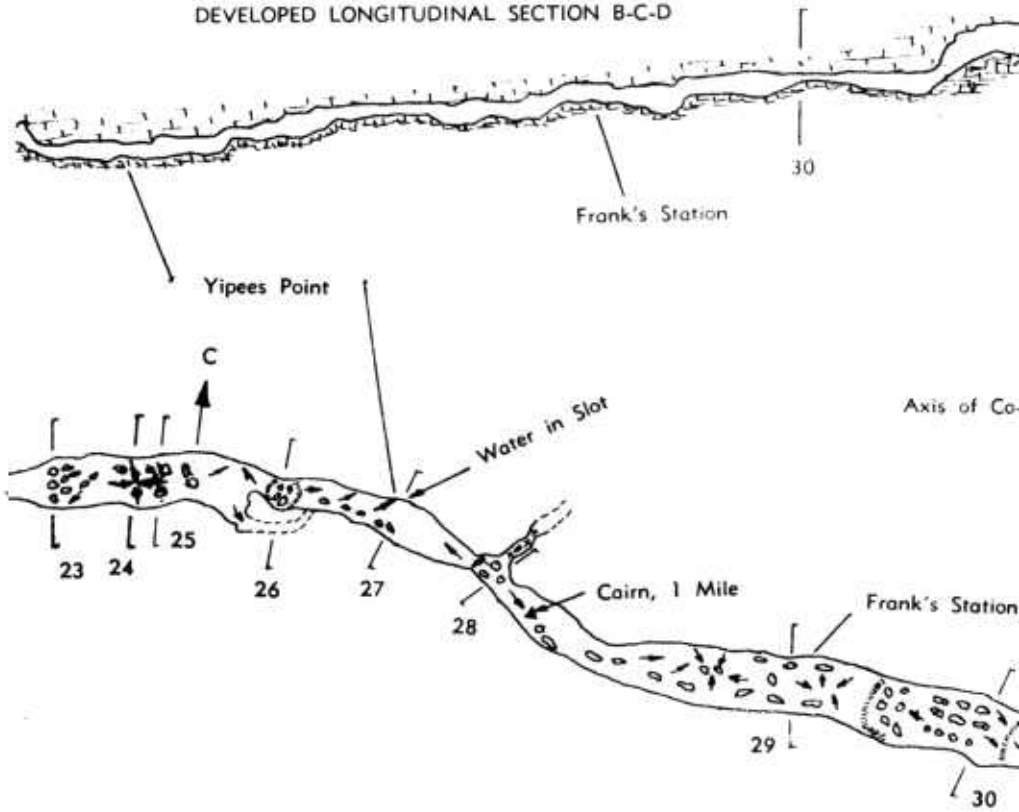 DEVELOPED LONGITUDINAL SECTION B-C-D
30
Frank's Station
Yipees Point
C
Water in Slot
Axis of Co-
23
24
25
26
27
28
Cairn, 1 Mile
Frank's Station
29
30